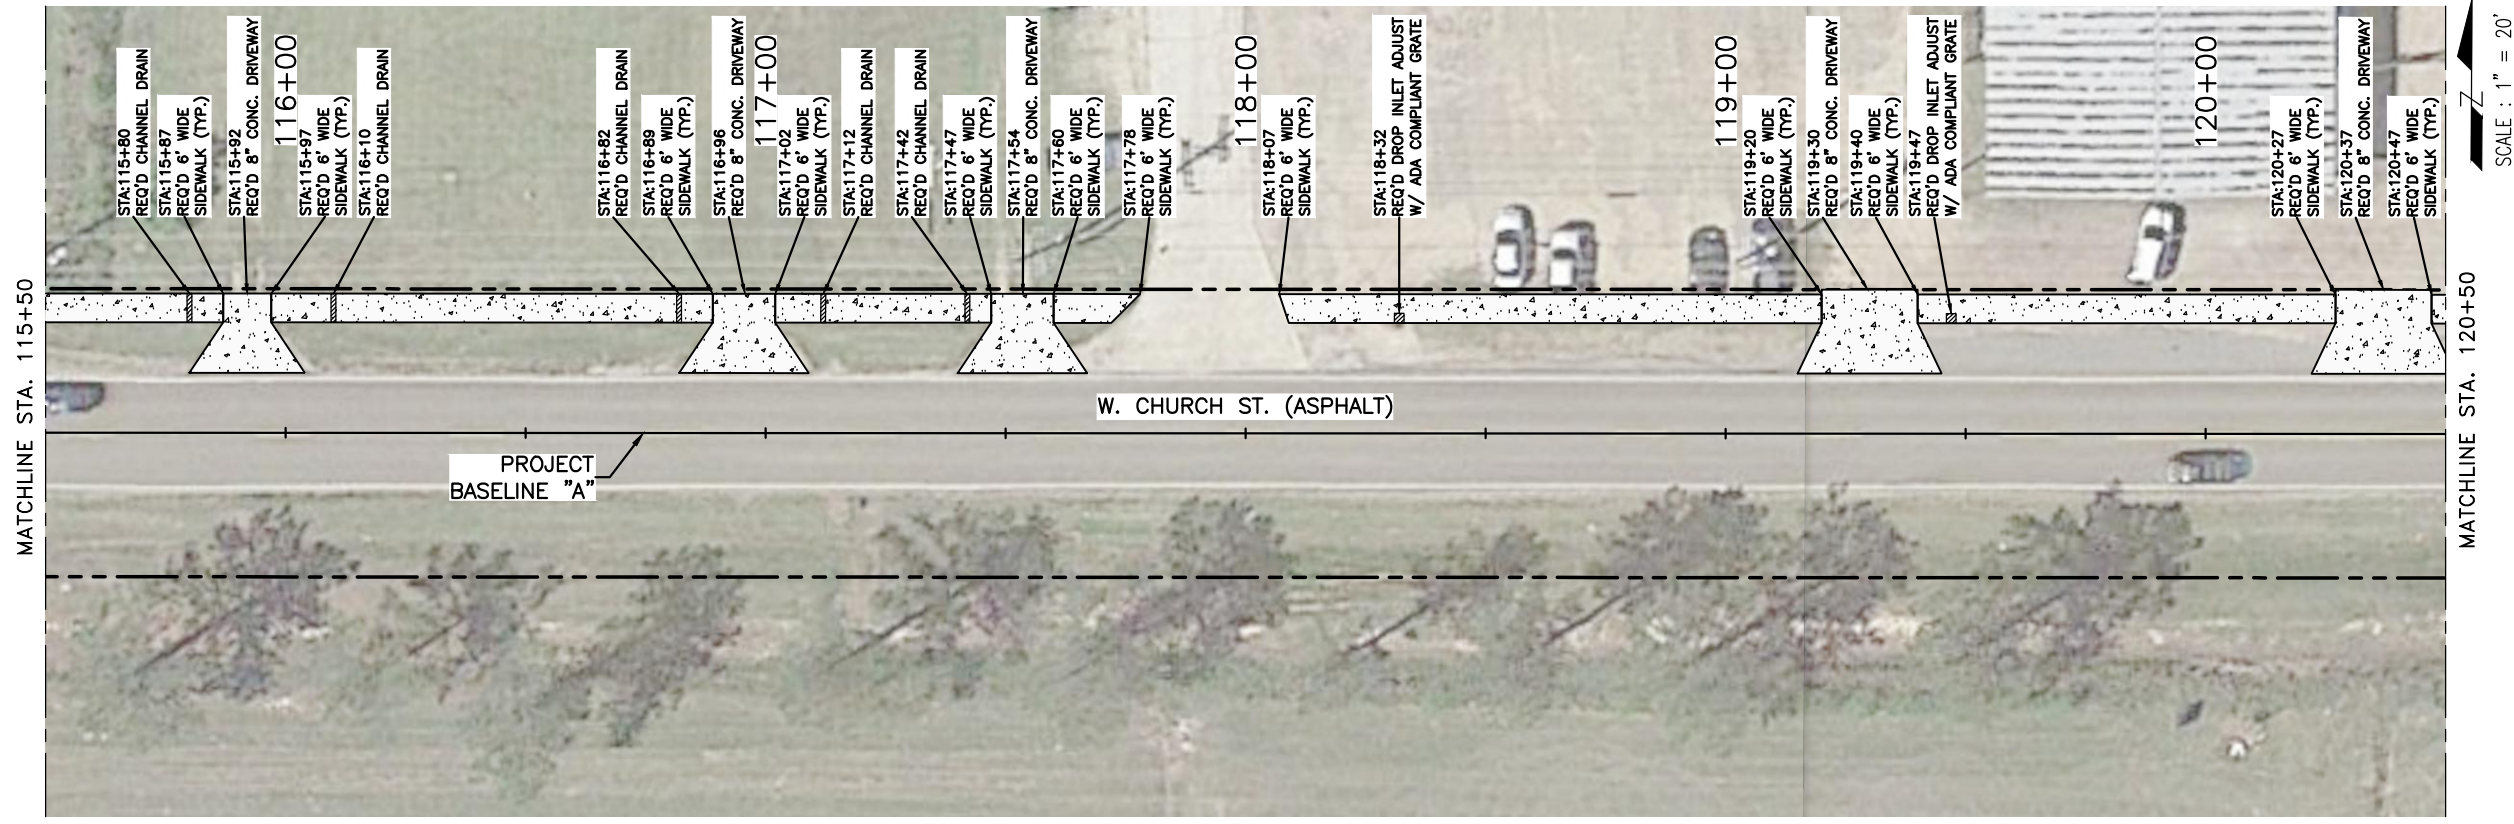 STA:115+80
REQ'D CHANNEL DRAIN
STA:115+87
REQ'D 6' WIDE
SIDEWALK (TYP.)
STA:115+92
REQ'D 8" CONC. DRIVEWAY
116+00
STA:115+97
REQ'D 6' WIDE
SIDEWALK (TYP.)
STA:116+10
REQ'D CHANNEL DRAIN
STA:116+82
REQ'D CHANNEL DRAIN
STA:116+89
REQ'D 6' WIDE
SIDEWALK (TYP.)
STA:116+96
REQ'D 8" CONC. DRIVEWAY
117+00
STA:117+02
REQ'D 6' WIDE
SIDEWALK (TYP.)
STA:117+12
REQ'D CHANNEL DRAIN
STA:117+42
REQ'D CHANNEL DRAIN
STA:117+47
REQ'D 6' WIDE
SIDEWALK (TYP.)
STA:117+54
REQ'D 8" CONC. DRIVEWAY
STA:117+60
REQ'D 6' WIDE
SIDEWALK (TYP.)
STA:117+78
REQ'D 6' WIDE
SIDEWALK (TYP.)
118+00
STA:118+07
REQ'D 6' WIDE
SIDEWALK (TYP.)
STA:118+32
REQ'D DROP INLET ADJUST
W/ ADA COMPLIANT GRATE
119+00
STA:119+20
REQ'D 6' WIDE
SIDEWALK (TYP.)
STA:119+30
REQ'D 8" CONC. DRIVEWAY
STA:119+40
REQ'D 6' WIDE
SIDEWALK (TYP.)
STA:119+47
REQ'D DROP INLET ADJUST
W/ ADA COMPLIANT GRATE
120+00
STA:120+27
REQ'D 6' WIDE
SIDEWALK (TYP.)
STA:120+37
REQ'D 8" CONC. DRIVEWAY
STA:120+47
REQ'D 6' WIDE
SIDEWALK (TYP.)
Z
SCALE : 1" = 20'
MATCHLINE STA. 115+50
W. CHURCH ST. (ASPHALT)
PROJECT
BASELINE "A"
MATCHLINE STA. 120+50